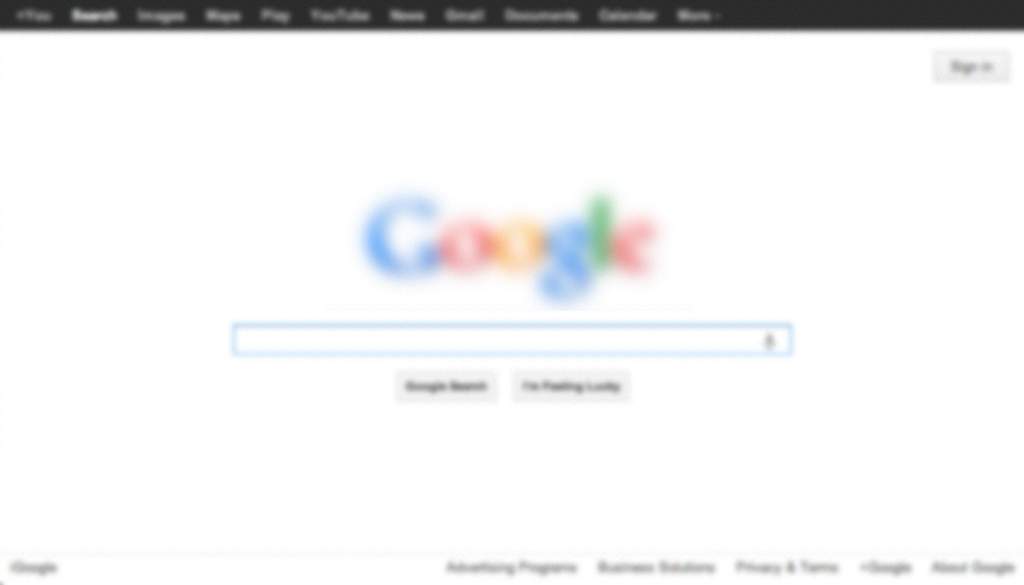 +You Search Images Maps Play YouTube News Gmail Documents Calendar More
Sign in
Google
Google Search I'm Feeling Lucky
iGoogle Advertising Programs Business Solutions Privacy & Terms +Google About Google